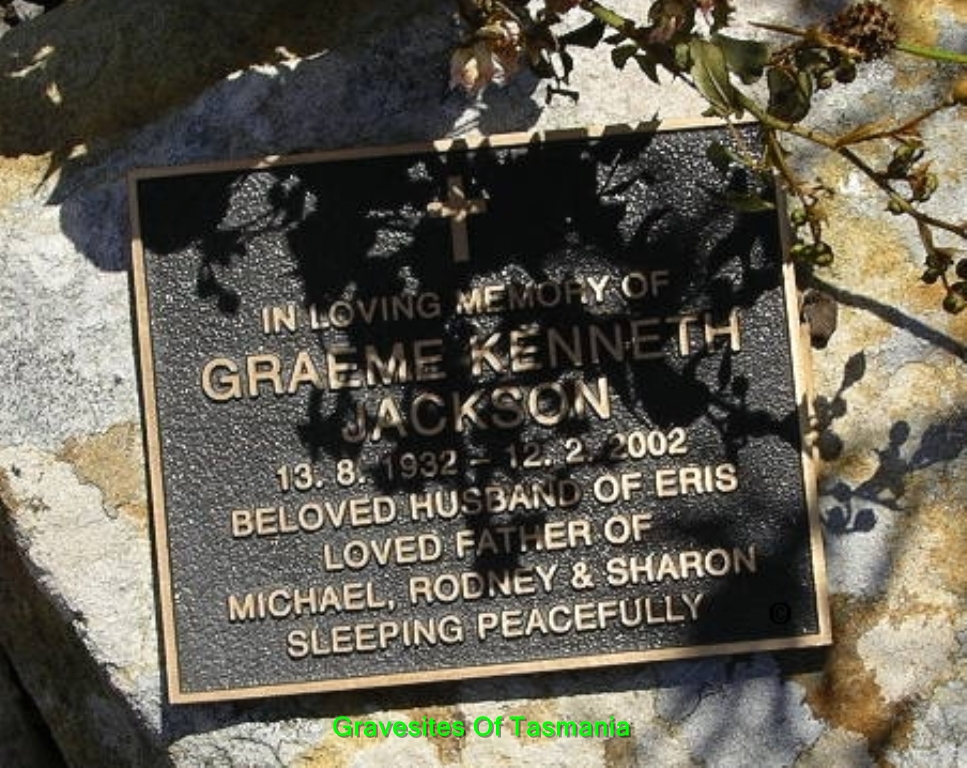 IN LOVING MEMORY OF
GRAEME KENNETH
JACKSON
13. 8. 1932 - 12. 2. 2002
BELOVED HUSBAND OF ERIS
LOVED FATHER OF
MICHAEL, RODNEY & SHARON
SLEEPING PEACEFULLY
©
Gravesites Of Tasmania